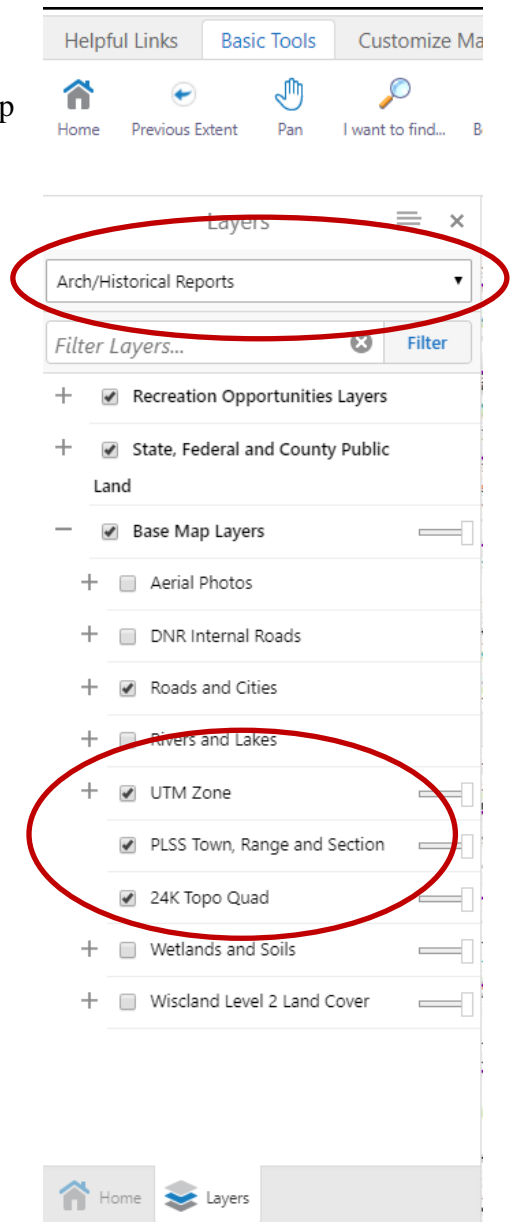 Helpful Links Basic Tools Customize Ma
p
Home Previous Extent Pan I want to find... B
Layers
Arch/Historical Reports
Filter Layers... Filter
Recreation Opportunities Layers
State, Federal and County Public
Land
Base Map Layers
Aerial Photos
DNR Internal Roads
Roads and Cities
Rivers and Lakes
UTM Zone
PLSS Town, Range and Section
24K Topo Quad
Wetlands and Soils
Wiscland Level 2 Land Cover
Home Layers